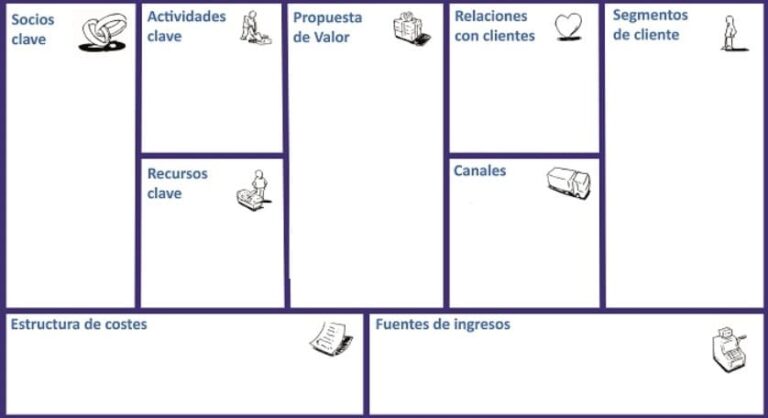 Socios
clave
Actividades
clave
Propuesta
de Valor
Relaciones
con clientes
Segmentos
de cliente
Recursos
clave
Canales
Estructura de costes
Fuentes de ingresos